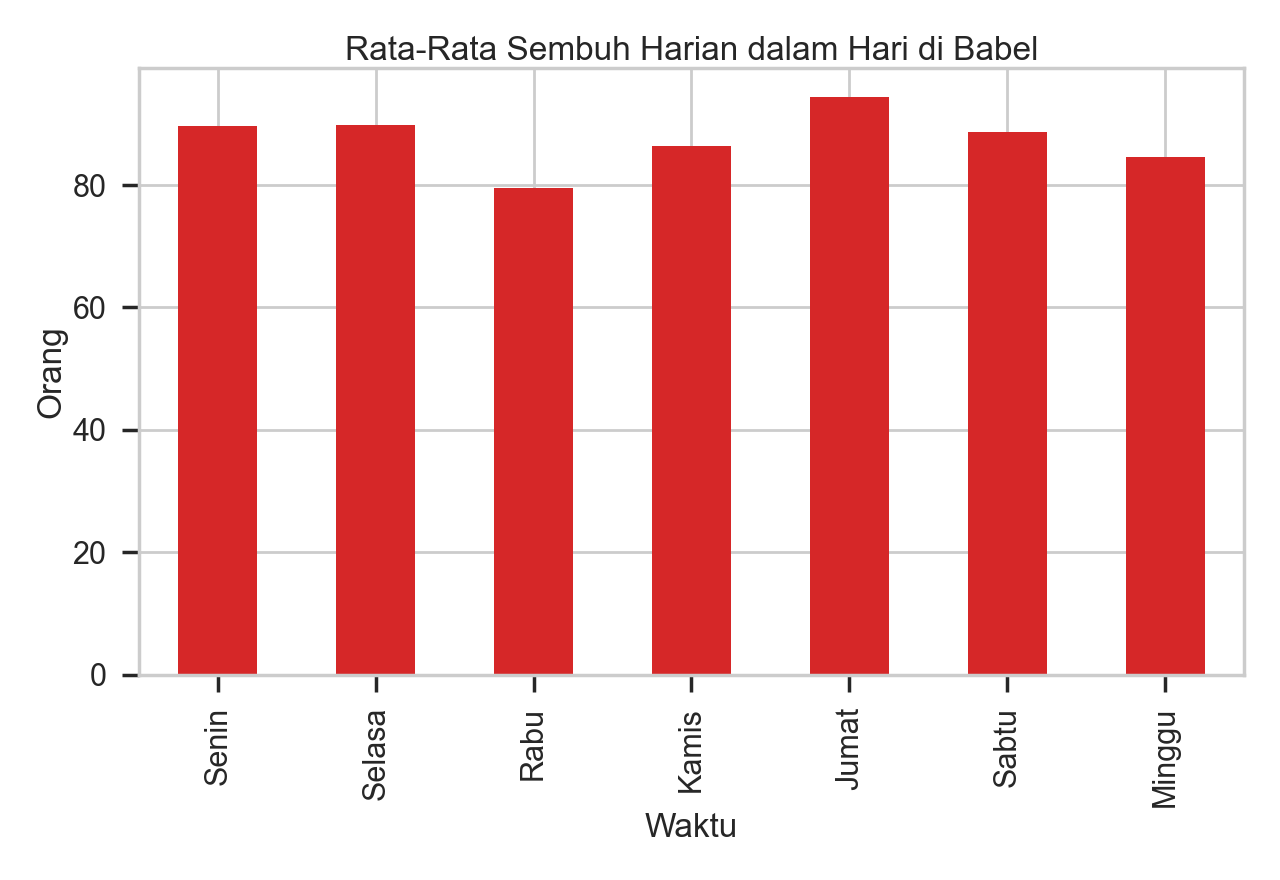 Rata-Rata Sembuh Harian dalam Hari di Babel
80
60
40
20
0
Orang
Senin
Selasa
Rabu
Kamis
Jumat
Sabtu
Minggu
Waktu